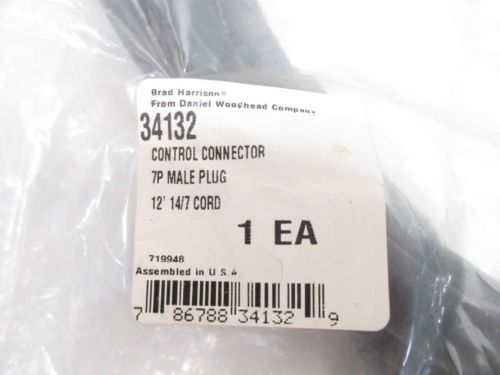 Brad Harrison®
From Daniel Woodhead Company
34132
CONTROL CONNECTOR
7P MALE PLUG
12' 14/7 CORD
1 EA
719948
Assembled in U.S.A.
7 86788 34132 9